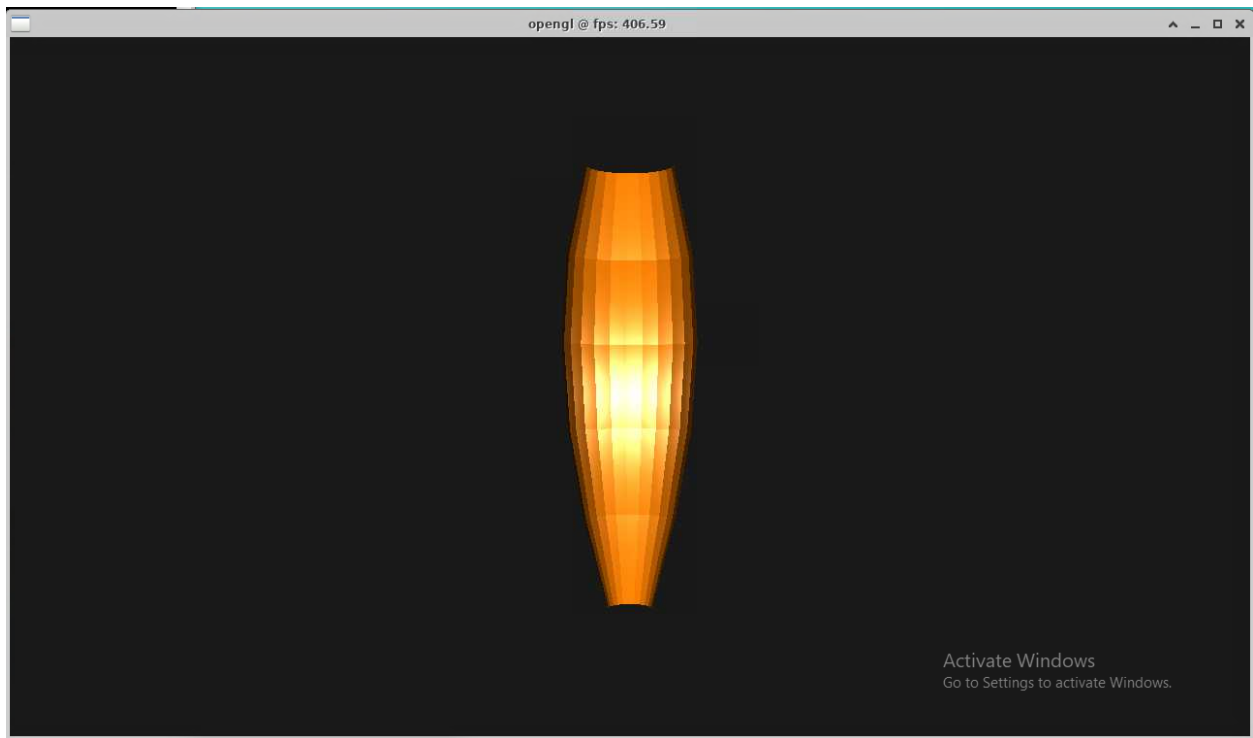 opengl @ fps: 406.59
Activate Windows
Go to Settings to activate Windows.